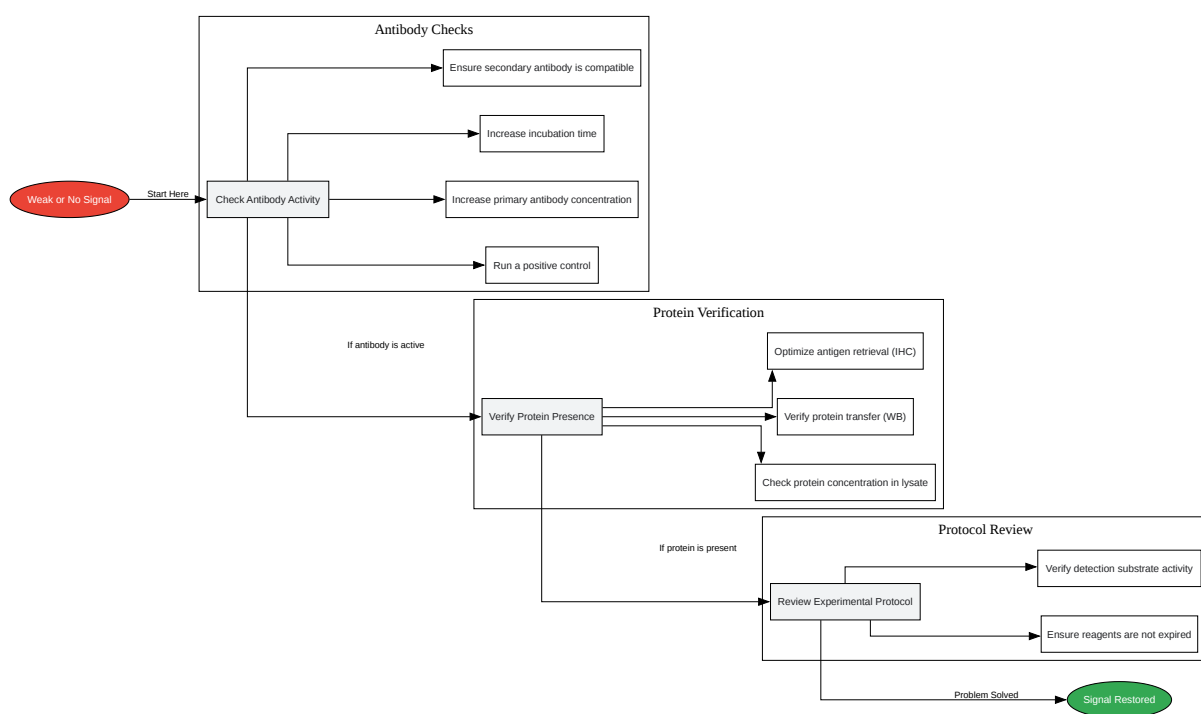 Antibody Checks
Ensure secondary antibody is compatible
Increase incubation time
Weak or No Signal
Start Here
Check Antibody Activity
Increase primary antibody concentration
Run a positive control
If antibody is active
Protein Verification
Optimize antigen retrieval (IHC)
Verify Protein Presence
Verify protein transfer (WB)
Check protein concentration in lysate
If protein is present
Protocol Review
Verify detection substrate activity
Review Experimental Protocol
Ensure reagents are not expired
Problem Solved
Signal Restored